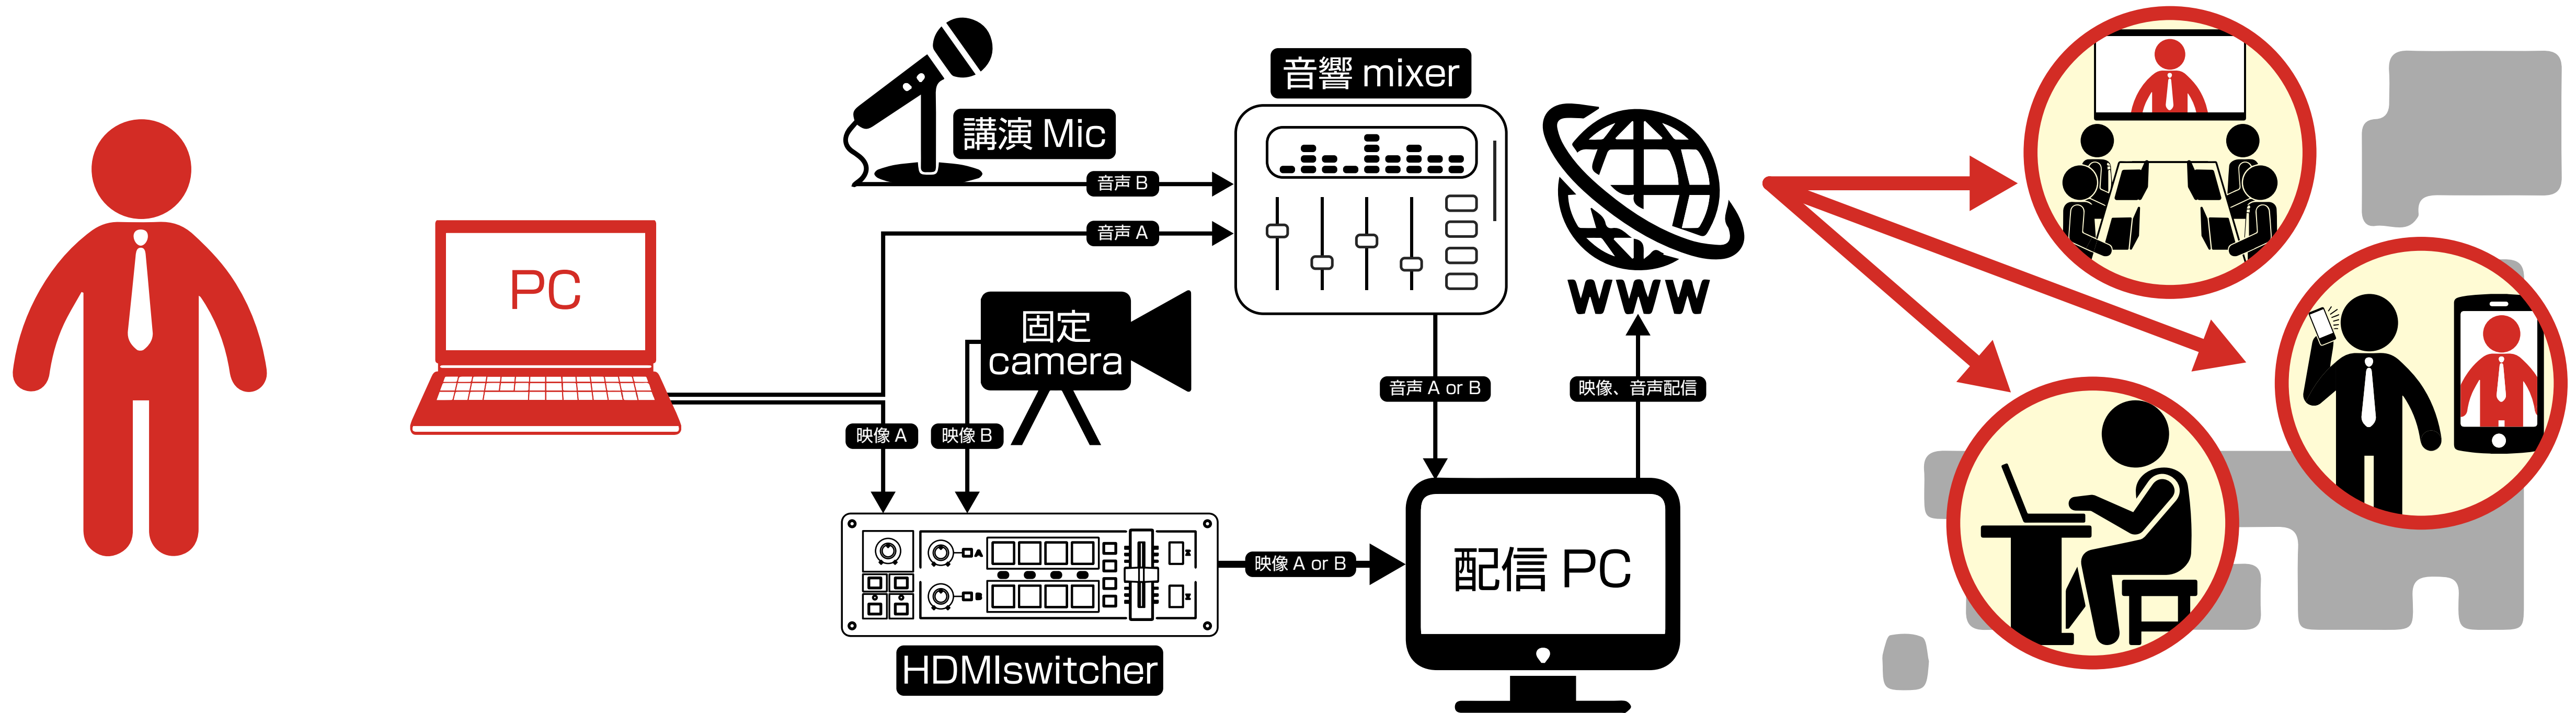 音響 mixer
講演 Mic
音声 B
音声 A
PC
固定
camera
WWW
音声 A or B
映像、音声配信
映像 A
映像 B
A
B
映像 A or B
配信 PC
HDMIswitcher